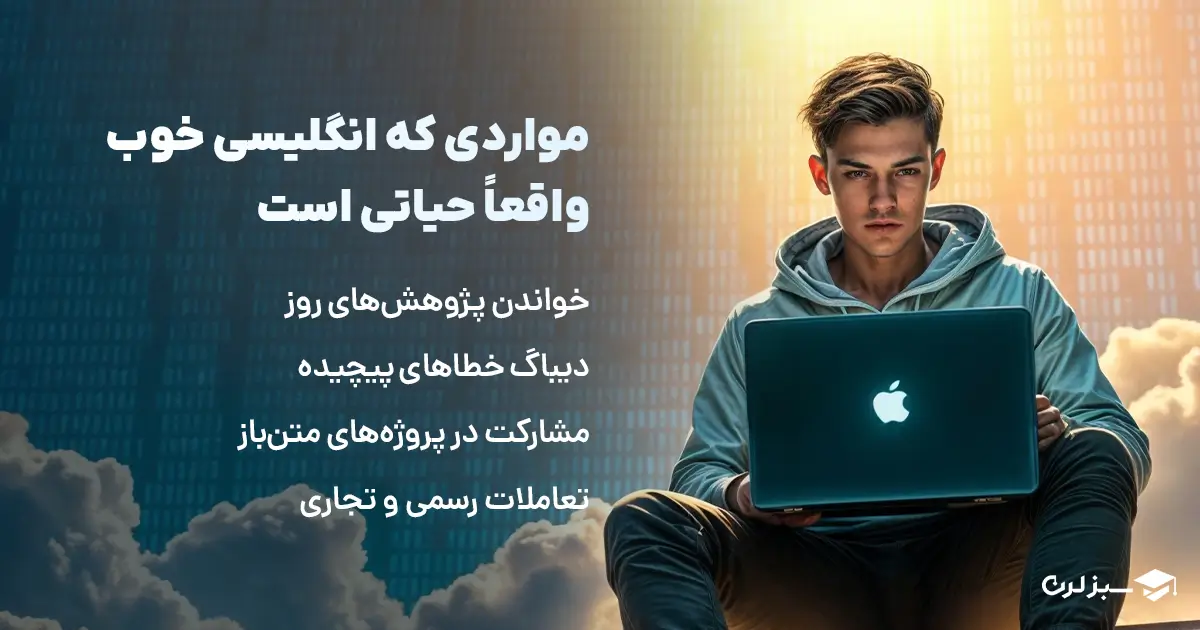 مواردی که انگلیسی خوب
واقعاً حیاتی است
خواندن پژوهش‌های روز
دیباگ خطاهای پیچیده
مشارکت در پروژه‌های متن‌باز
تعاملات رسمی و تجاری
سبزلرن